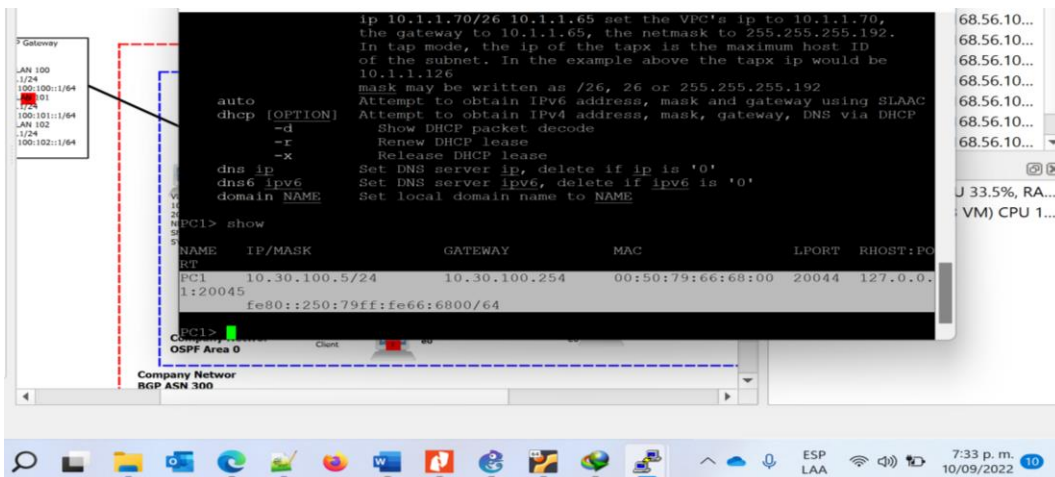 ip 10.1.1.70/26 10.1.1.65 set the VPC's ip to 10.1.1.70,
the gateway to 10.1.1.65, the netmask to 255.255.255.192.
In tap mode, the ip of the tapx is the maximum host ID
of the subnet. In the example above the tapx ip would be
10.1.1.126
mask may be written as /26, 26 or 255.255.255.192
auto Attempt to obtain IPv6 address, mask and gateway using SLAAC
dhcp [OPTION] Attempt to obtain IPv4 address, mask, gateway, DNS via DHCP
-d Show DHCP packet decode
-r Renew DHCP lease
-x Release DHCP lease
dns ip Set DNS server ip, delete if ip is '0'
dns6 ipv6 Set DNS server ipv6, delete if ipv6 is '0'
domain NAME Set local domain name to NAME
PC1> show
NAME IP/MASK GATEWAY MAC LPORT RHOST:PO
RT
PC1 10.30.100.5/24 10.30.100.254 00:50:79:66:68:00 20044 127.0.0.
1:20045
fe80::250:79ff:fe66:6800/64
PC1>
Gateway
LAN 100
.1/24
100:100::1/64
101
.1/24
100:101::1/64
LAN 102
.1/24
100:102::1/64
68.56.10...
68.56.10...
68.56.10...
68.56.10...
68.56.10...
68.56.10...
68.56.10...
U 33.5%, RA...
VM) CPU 1...
Client
OSPF Area 0
Company Networ
BGP ASN 300
ESP
LAA
7:33 p. m.
10/09/2022
10